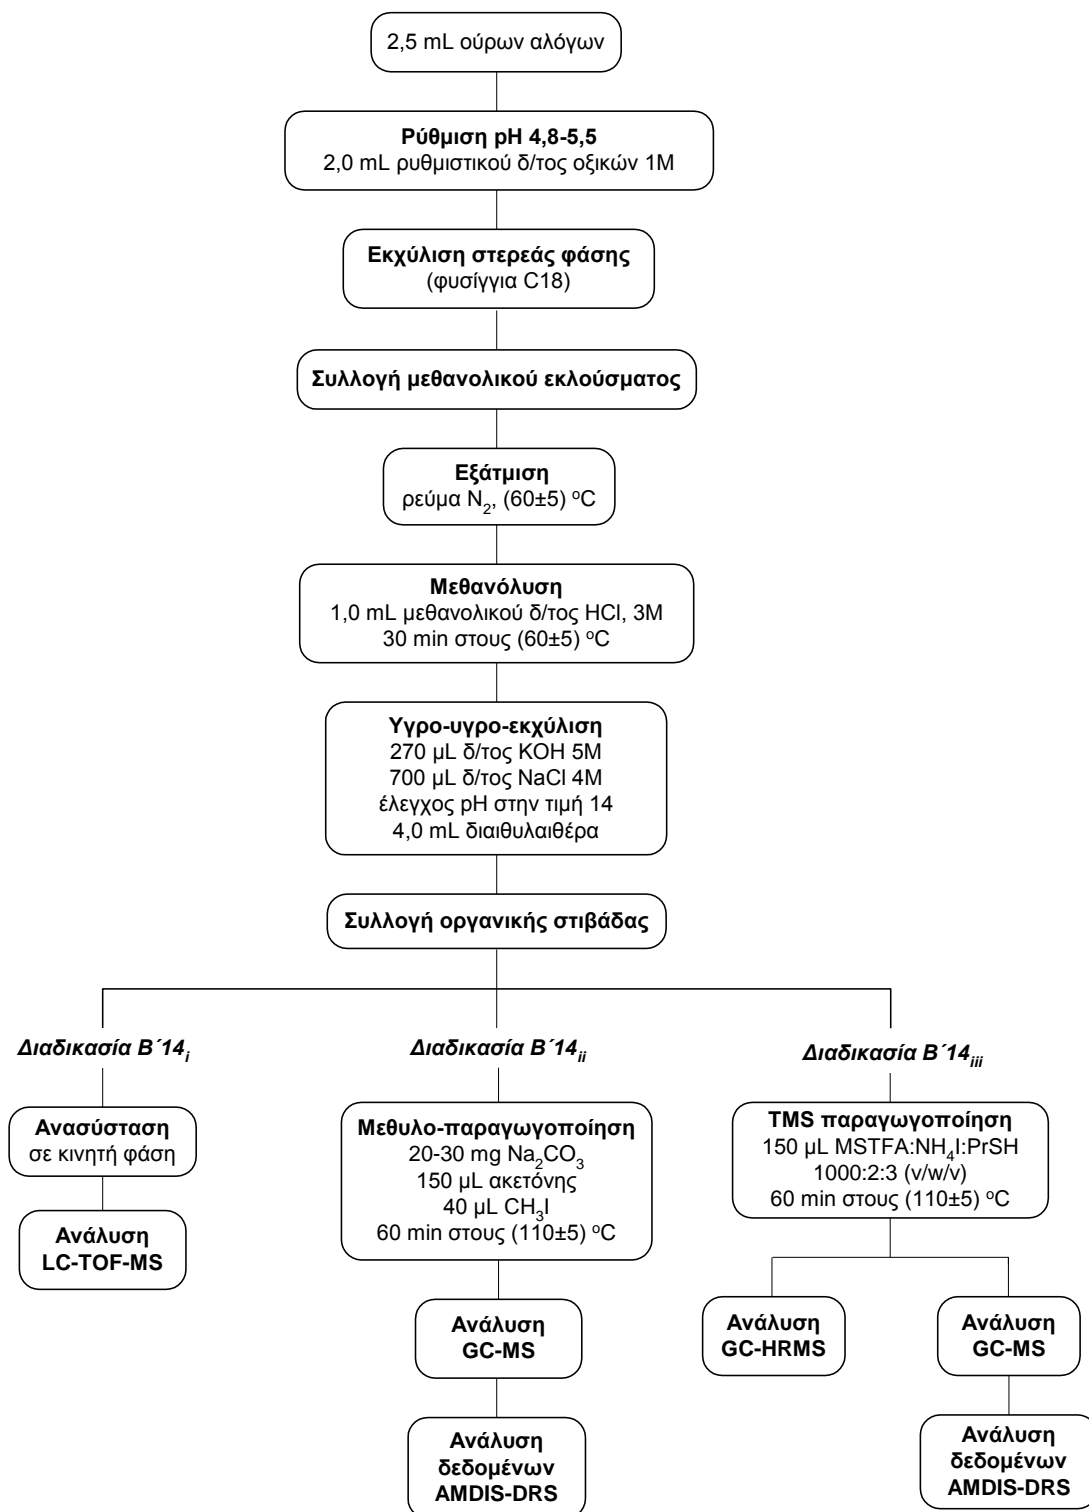 2,5 mL ούρων αλόγων
Ρύθμιση pH 4,8-5,5
2,0 mL ρυθμιστικού δ/τος οξικών 1Μ
Εκχύλιση στερεάς φάσης
(φυσίγγια C18)
Συλλογή μεθανολικού εκλούσματος
Εξάτμιση
ρεύμα N₂, (60±5) ºC
Μεθανόλυση
1,0 mL μεθανολικού δ/τος HCl, 3M
30 min στους (60±5) ºC
Υγρο-υγρο-εκχύλιση
270 μL δ/τος KOH 5M
700 μL δ/τος NaCl 4M
έλεγχος pH στην τιμή 14
4,0 mL διαιθυλαιθέρα
Συλλογή οργανικής στιβάδας
Διαδικασία Β΄14i
Ανασύσταση
σε κινητή φάση
Ανάλυση
LC-TOF-MS
Διαδικασία Β΄14ii
Μεθυλο-παραγωγοποίηση
20-30 mg Na₂CO₃
150 μL ακετόνης
40 μL CH₃I
60 min στους (110±5) ºC
Ανάλυση
GC-MS
Ανάλυση
δεδομένων
AMDIS-DRS
Διαδικασία Β΄14iii
TMS παραγωγοποίηση
150 μL MSTFA:NH₄I:PrSH
1000:2:3 (v/w/v)
60 min στους (110±5) ºC
Ανάλυση
GC-HRMS
Ανάλυση
GC-MS
Ανάλυση
δεδομένων
AMDIS-DRS